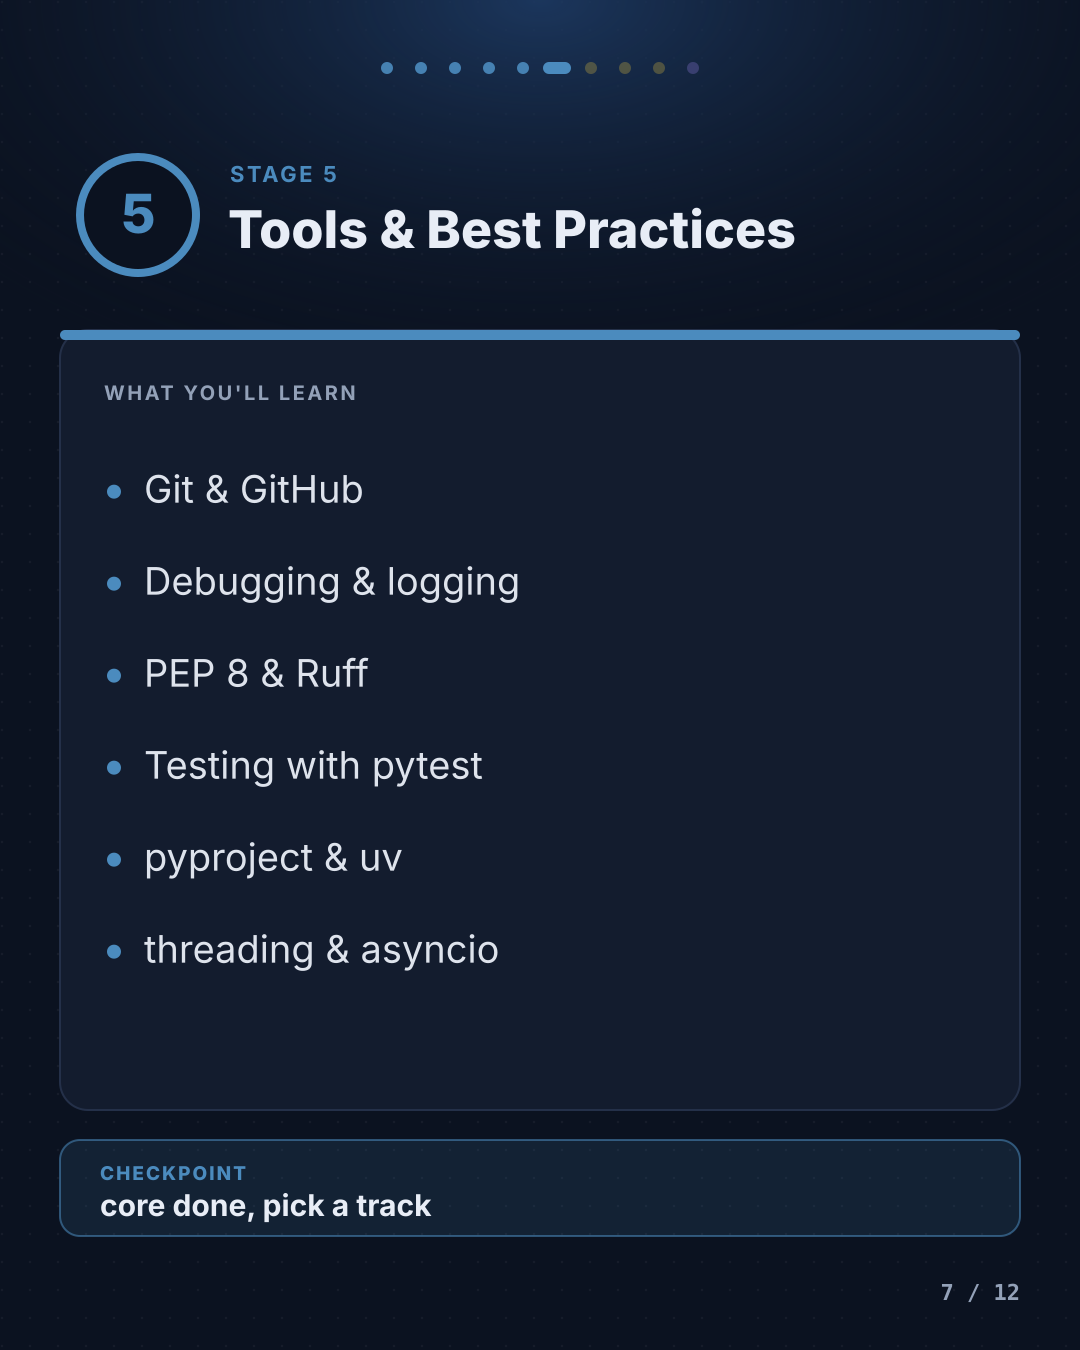 STAGE 5
5
Tools & Best Practices
WHAT YOU'LL LEARN
Git & GitHub
Debugging & logging
PEP 8 & Ruff
Testing with pytest
pyproject & uv
threading & asyncio
CHECKPOINT
core done, pick a track
7 / 12